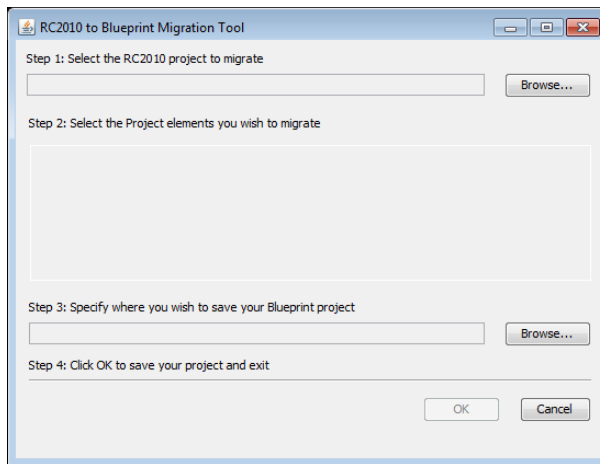 RC2010 to Blueprint Migration Tool
Step 1: Select the RC2010 project to migrate
Browse...
Step 2: Select the Project elements you wish to migrate
Step 3: Specify where you wish to save your Blueprint project
Browse...
Step 4: Click OK to save your project and exit
OK Cancel